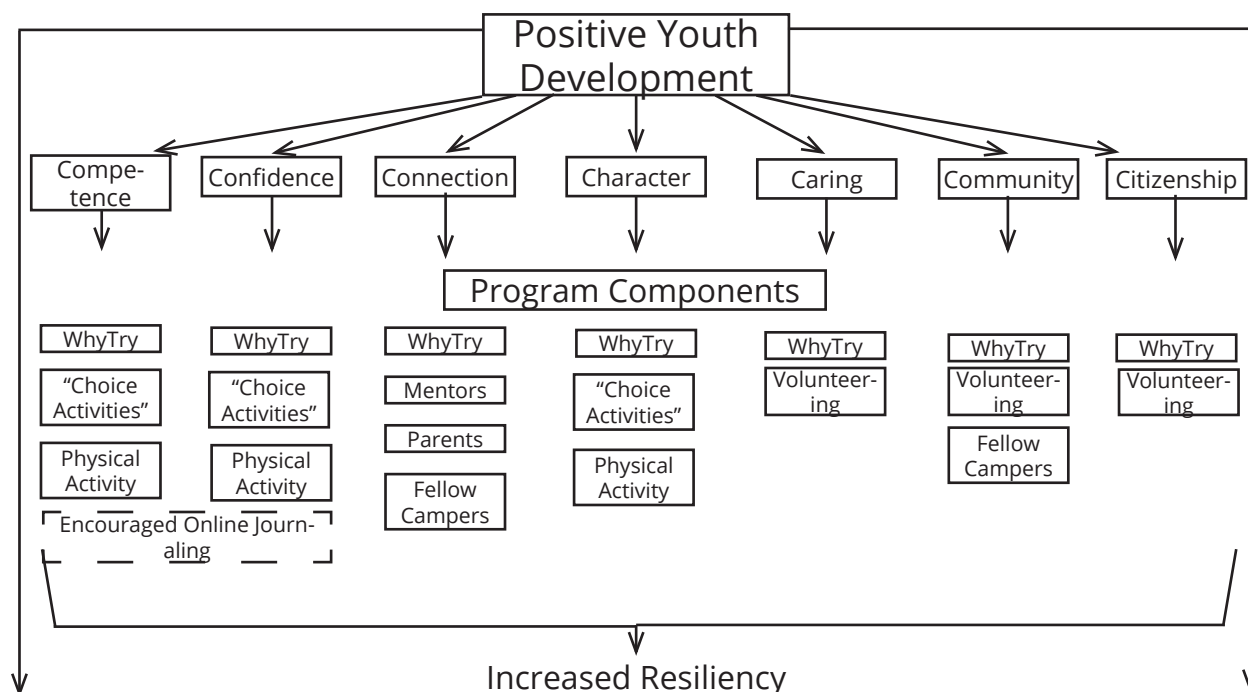 Positive Youth
Development
Compe-
tence
Confidence
Connection
Character
Caring
Community
Citizenship
Program Components
WhyTry
“Choice
Activities”
Physical
Activity
WhyTry
“Choice
Activities”
Physical
Activity
Encouraged Online Journ-
aling
WhyTry
Mentors
Parents
Fellow
Campers
WhyTry
“Choice
Activities”
Physical
Activity
WhyTry
Volunteer-
ing
WhyTry
Volunteer-
ing
Fellow
Campers
WhyTry
Volunteer-
ing
Increased Resiliency